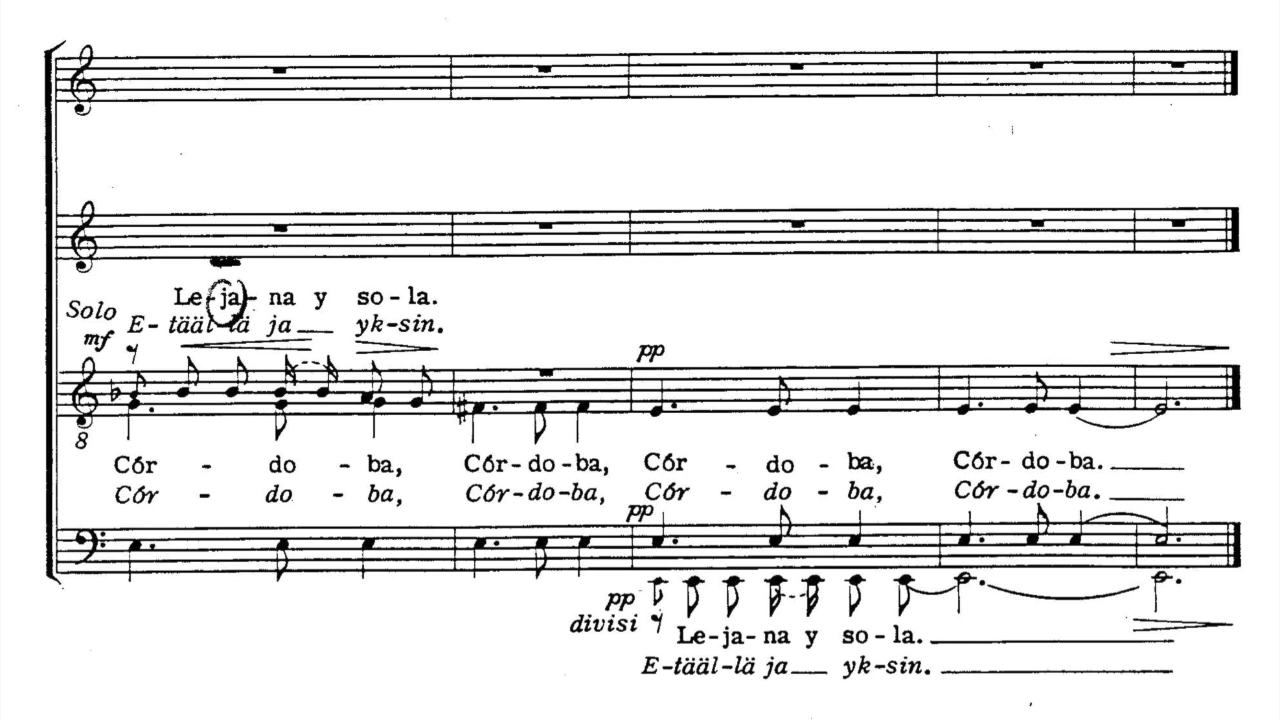 Le-ja-na y so-la.
Solo E-tääl-lä ja yk-sin.
mf
pp
8
Cór - do - ba, Cór-do-ba, Cór - do - ba, Cór-do-ba.
Cór - do - ba, Cór-do-ba, Cór - do - ba, Cór-do-ba.
pp
pp
divisi
Le-ja-na y so-la.
E-tääl-lä ja yk-sin.